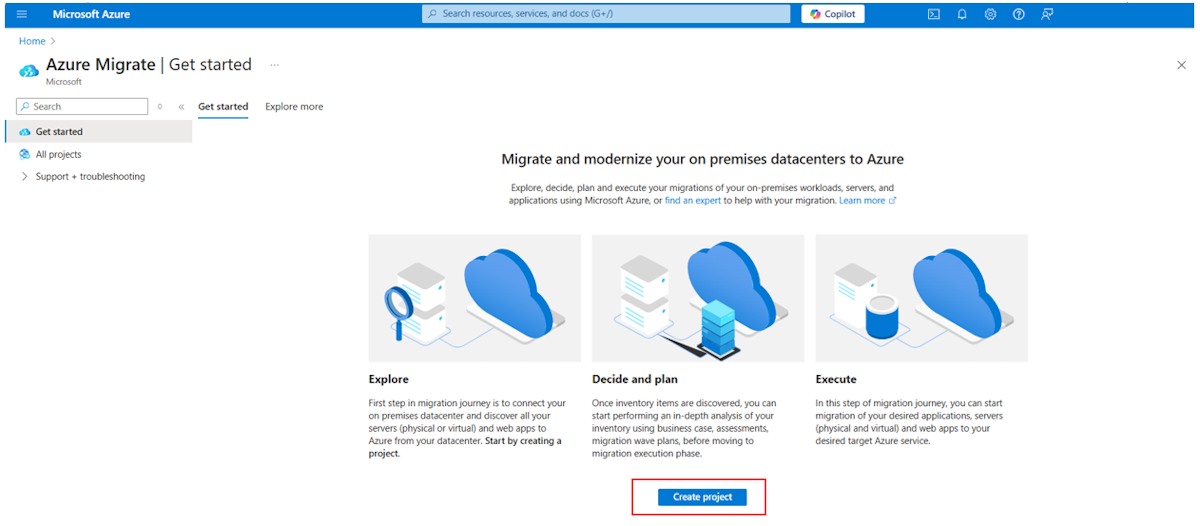 Microsoft Azure
Search resources, services, and docs (G+/)
Copilot
Home
Azure Migrate | Get started
...
Microsoft
Search
Get started
Explore more
Get started
All projects
Support + troubleshooting
Migrate and modernize your on premises datacenters to Azure
Explore, decide, plan and execute your migrations of your on-premises workloads, servers, and
applications using Microsoft Azure, or find an expert to help with your migration. Learn more
Explore
First step in migration journey is to connect your
on premises datacenter and discover all your
servers (physical or virtual) and web apps to
Azure from your datacenter. Start by creating a
project.
Decide and plan
Once inventory items are discovered, you can
start performing an in-depth analysis of your
inventory using business case, assessments,
migration wave plans, before moving to
migration execution phase.
Execute
In this step of migration journey, you can start
migration of your desired applications, servers
(physical and virtual) and web apps to your
desired target Azure service.
Create project